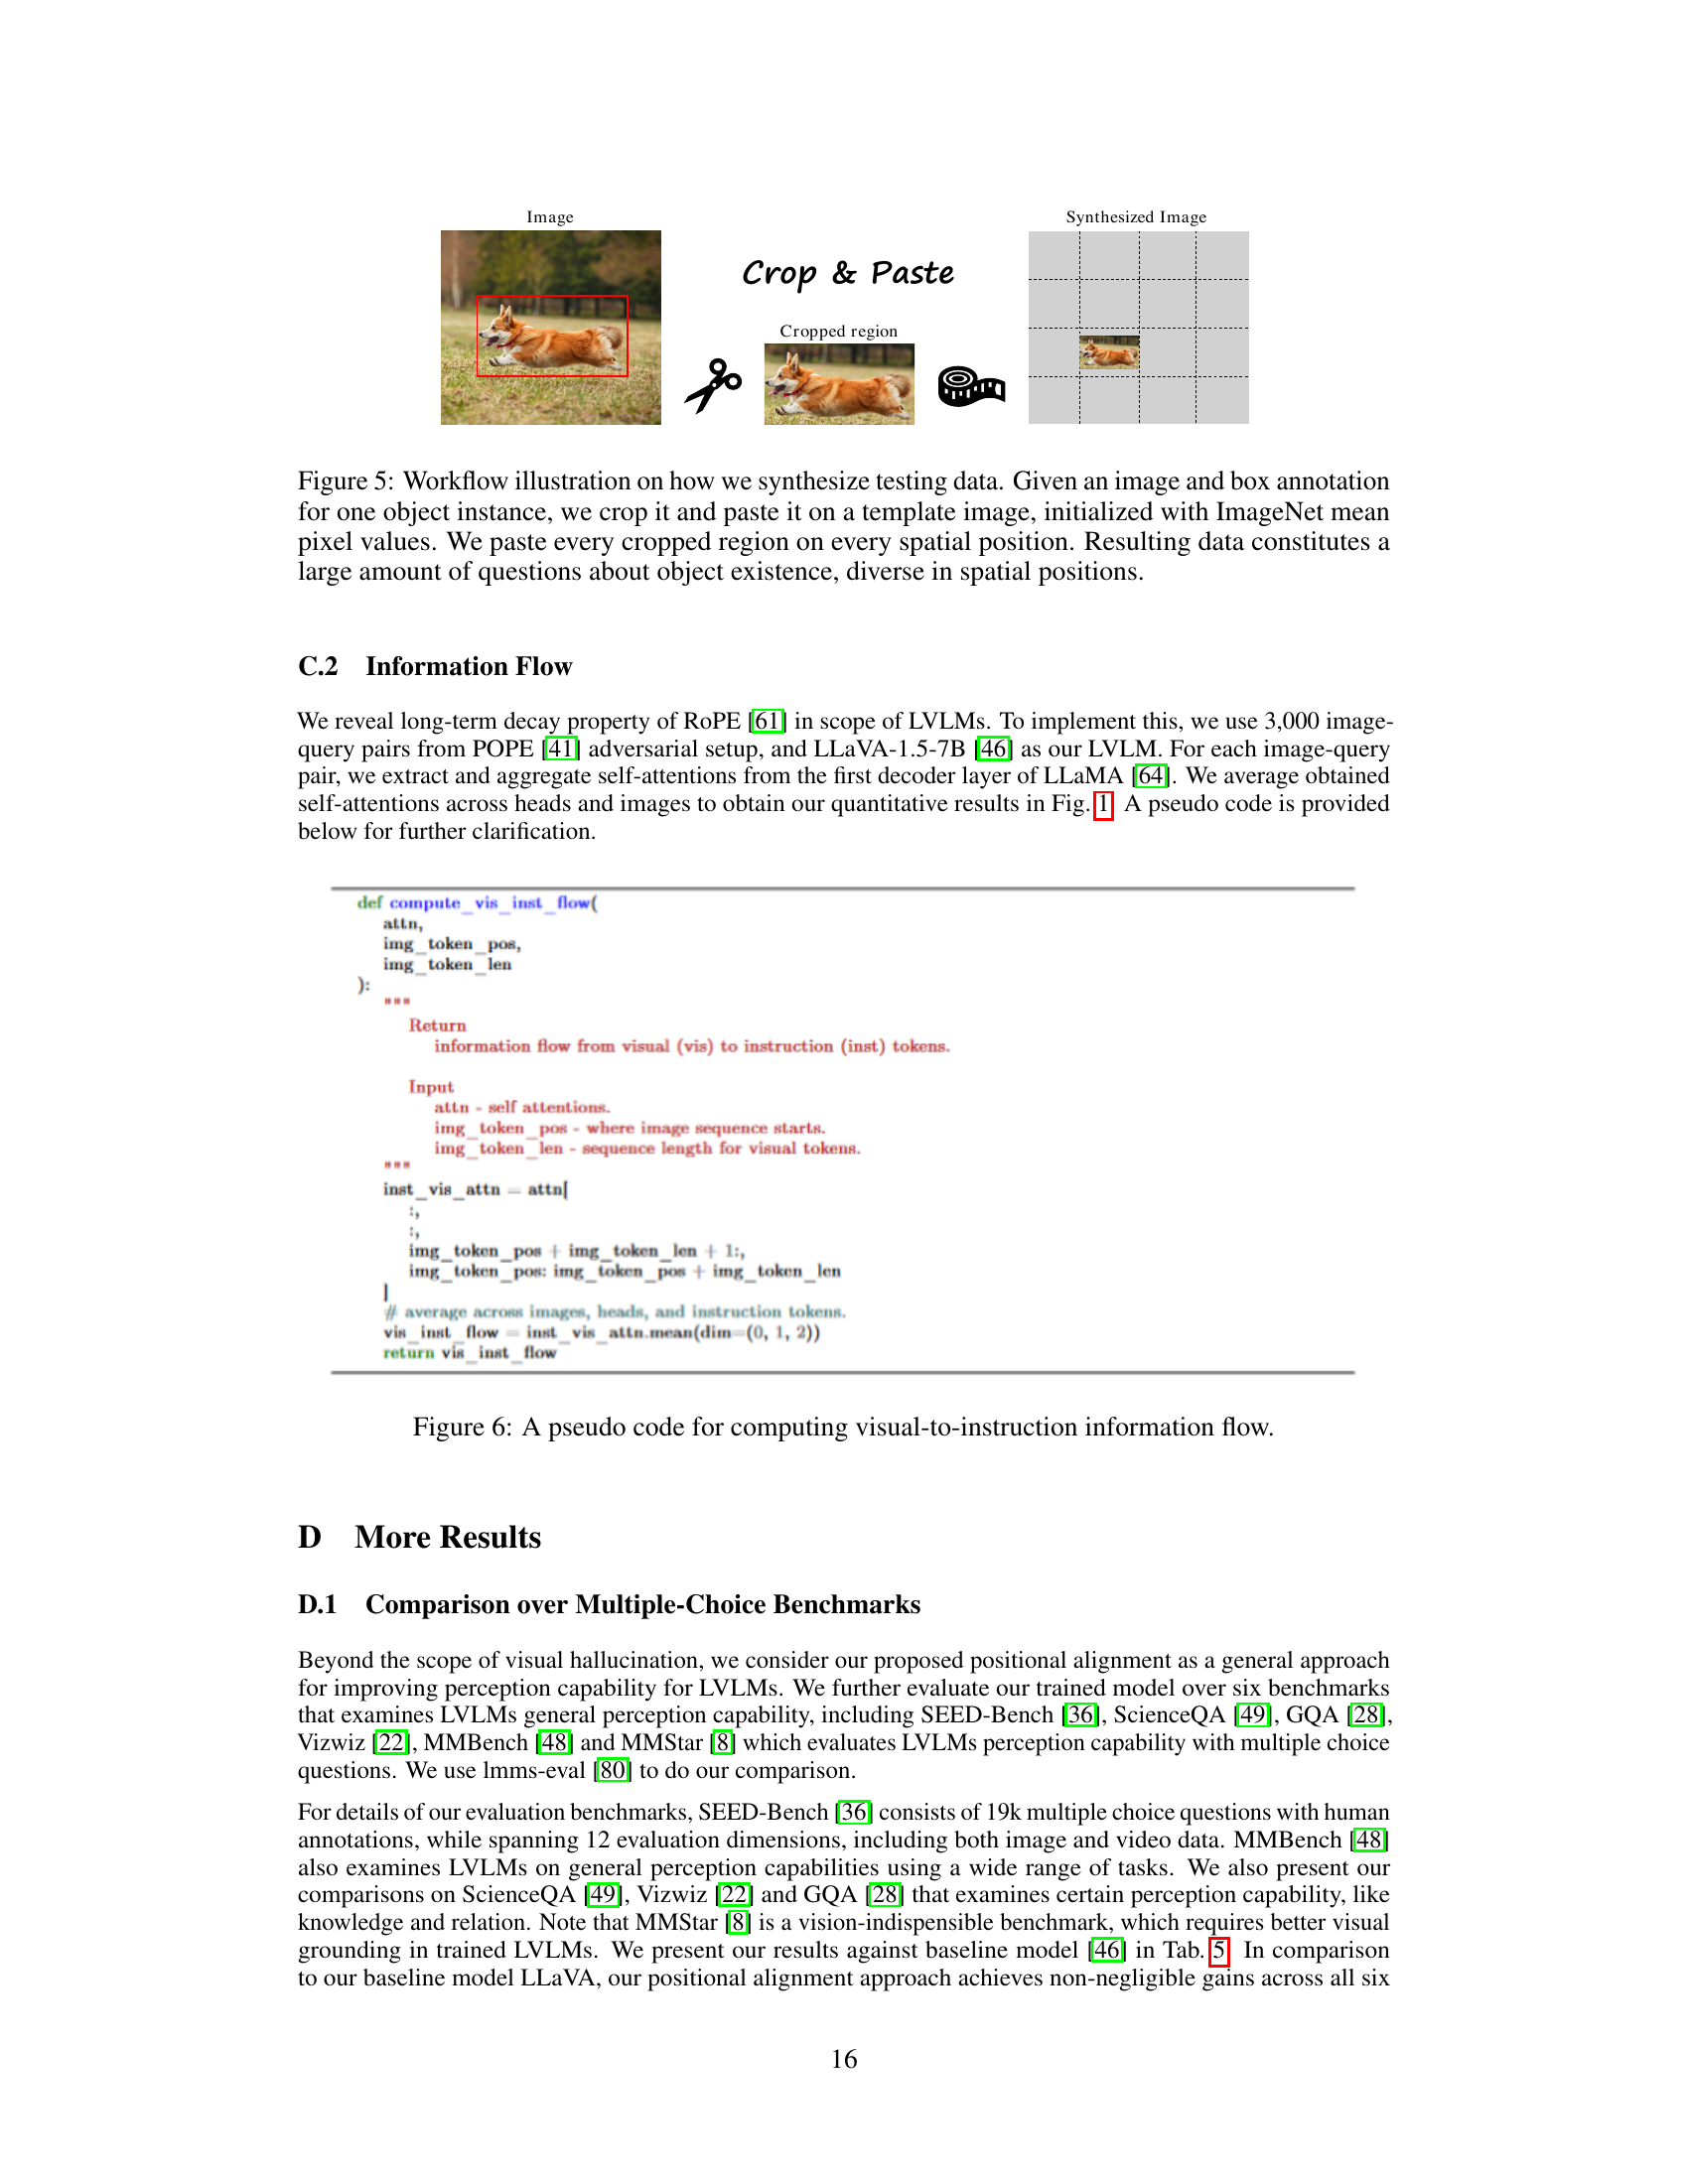 Image
Synthesized Image
Crop & Paste
Cropped region
Figure 5: Workflow illustration on how we synthesize testing data. Given an image and box annotation
for one object instance, we crop it and paste it on a template image, initialized with ImageNet mean
pixel values. We paste every cropped region on every spatial position. Resulting data constitutes a
large amount of questions about object existence, diverse in spatial positions.
C.2 Information Flow
We reveal long-term decay property of RoPE [61] in scope of LVLMs. To implement this, we use 3,000 image-
query pairs from POPE [41] adversarial setup, and LLaVA-1.5-7B [46] as our LVLM. For each image-query
pair, we extract and aggregate self-attentions from the first decoder layer of LLaMA [64]. We average obtained
self-attentions across heads and images to obtain our quantitative results in Fig. 1. A pseudo code is provided
below for further clarification.
def compute_vis_inst_flow(
attn,
img_token_pos,
img_token_len
):
"""
Return
information flow from visual (vis) to instruction (inst) tokens.
Input
attn - self attentions.
img_token_pos - where image sequence starts.
img_token_len - sequence length for visual tokens.
"""
inst_vis_attn = attn[
:,
:,
img_token_pos + img_token_len + 1:,
img_token_pos: img_token_pos + img_token_len
]
# average across images, heads, and instruction tokens.
vis_inst_flow = inst_vis_attn.mean(dim=(0, 1, 2))
return vis_inst_flow
Figure 6: A pseudo code for computing visual-to-instruction information flow.
D More Results
D.1 Comparison over Multiple-Choice Benchmarks
Beyond the scope of visual hallucination, we consider our proposed positional alignment as a general approach
for improving perception capability for LVLMs. We further evaluate our trained model over six benchmarks
that examines LVLMs general perception capability, including SEED-Bench [36], ScienceQA [49], GQA [28],
Vizwiz [22], MMBench [48] and MMStar [8] which evaluates LVLMs perception capability with multiple choice
questions. We use lmms-eval [80] to do our comparison.
For details of our evaluation benchmarks, SEED-Bench [36] consists of 19k multiple choice questions with human
annotations, while spanning 12 evaluation dimensions, including both image and video data. MMBench [48]
also examines LVLMs on general perception capabilities using a wide range of tasks. We also present our
comparisons on ScienceQA [49], Vizwiz [22] and GQA [28] that examines certain perception capability, like
knowledge and relation. Note that MMStar [8] is a vision-indispensible benchmark, which requires better visual
grounding in trained LVLMs. We present our results against baseline model [46] in Tab. 5. In comparison
to our baseline model LLaVA, our positional alignment approach achieves non-negligible gains across all six
16